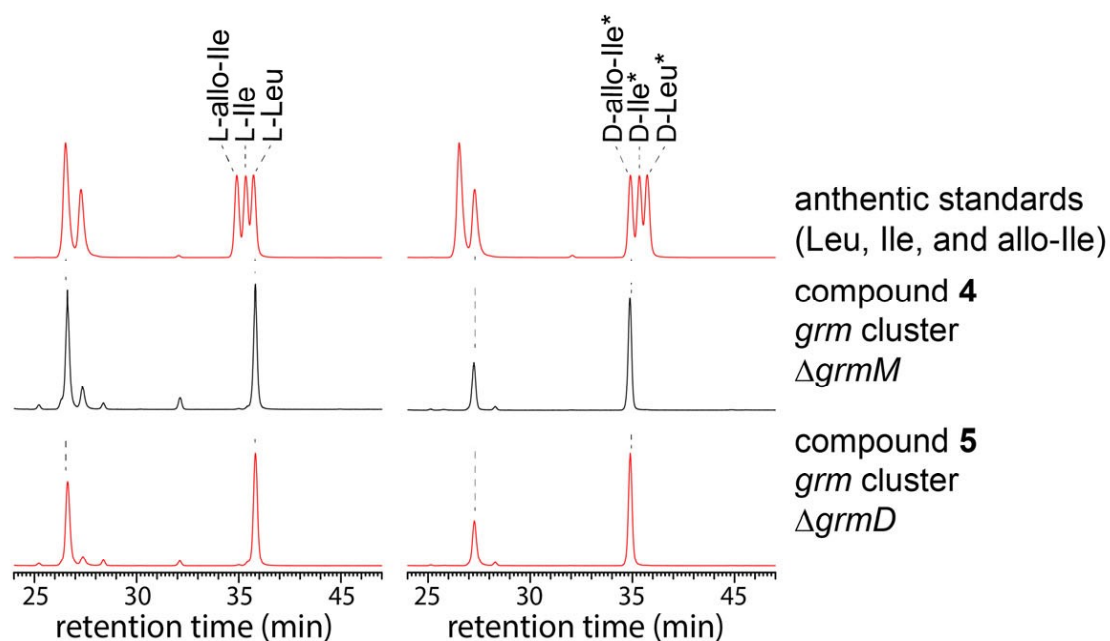 L-allo-Ile
L-Ile
L-Leu
D-allo-Ile*
D-Ile*
D-Leu*
anthentic standards
(Leu, Ile, and allo-Ile)
compound 4
grm cluster
ΔgrmM
compound 5
grm cluster
ΔgrmD
25 30 35 45
25 30 35 45
retention time (min)
retention time (min)